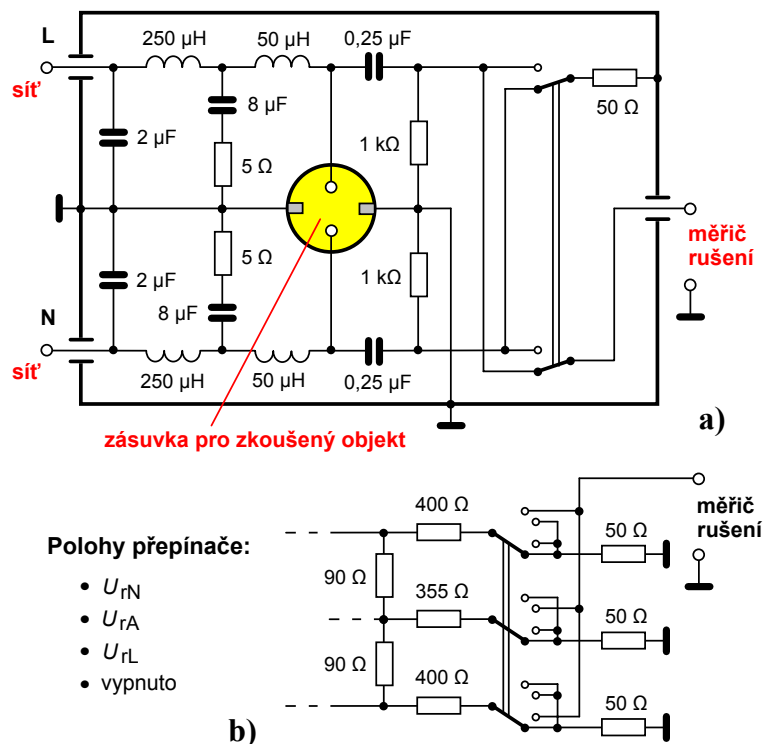 L
250 µH
50 µH
0,25 µF
síť
8 µF
50 Ω
2 µF
1 kΩ
5 Ω
měřič
rušení
5 Ω
1 kΩ
2 µF
8 µF
N
síť
250 µH
50 µH
0,25 µF
zásuvka pro zkoušený objekt
a)
400 Ω
měřič
rušení
Polohy přepínače:
50 Ω
90 Ω
• UrN
355 Ω
50 Ω
• UrA
90 Ω
• UrL
400 Ω
50 Ω
• vypnuto
b)